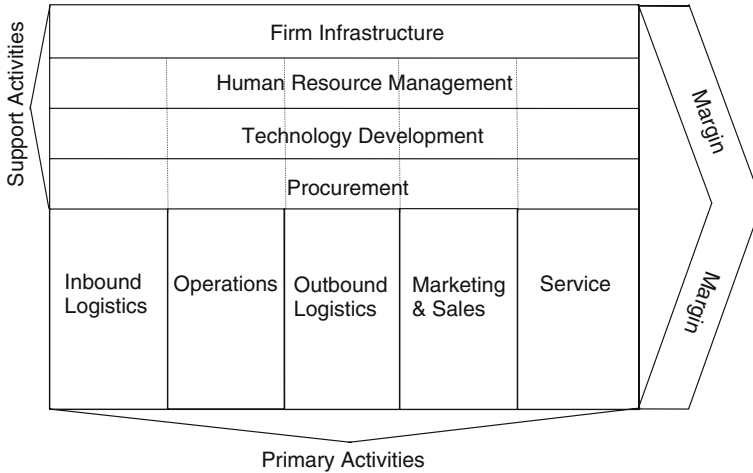 Support Activities
Firm Infrastructure
Human Resource Management
Technology Development
Procurement
Inbound
Logistics
Operations
Outbound
Logistics
Marketing
& Sales
Service
Margin
Margin
Primary Activities